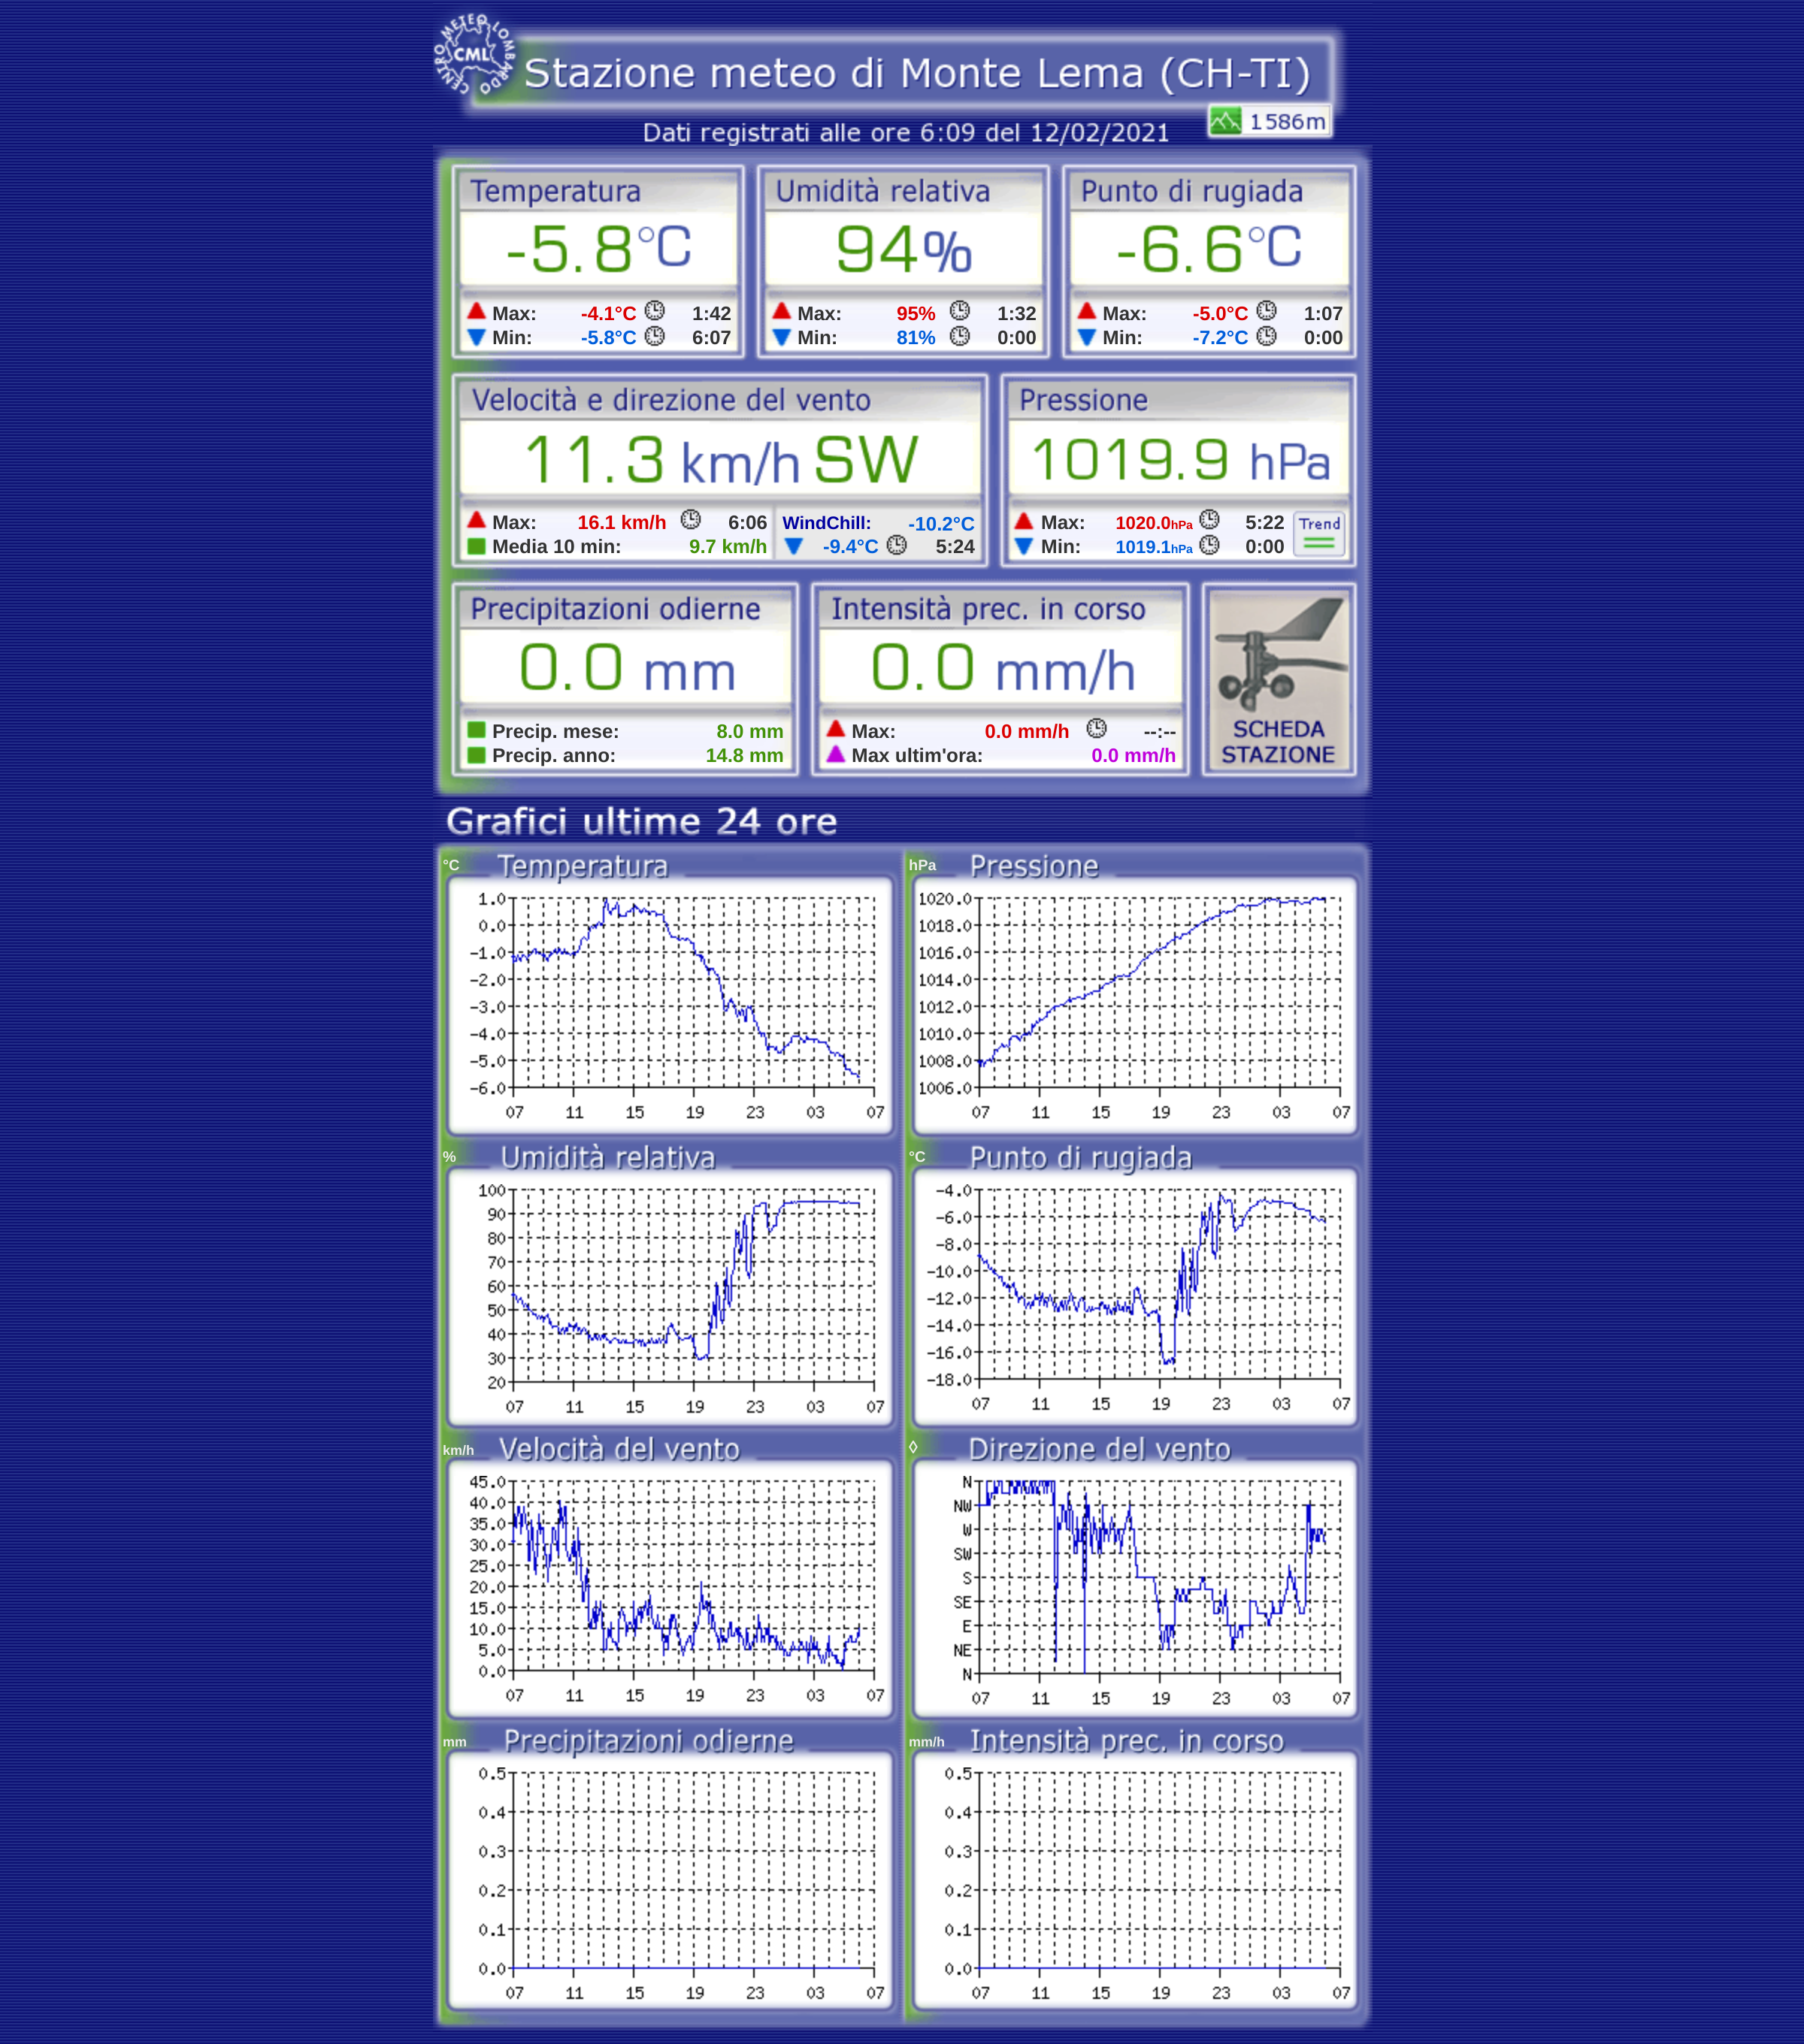 CENTRO METEO LOMBARDO
CML
Stazione meteo di Monte Lema (CH-TI)
1586m
Dati registrati alle ore 6:09 del 12/02/2021
Temperatura
-5.8°C
Max: -4.1°C 1:42
Min: -5.8°C 6:07
Umidità relativa
94%
Max: 95% 1:32
Min: 81% 0:00
Punto di rugiada
-6.6°C
Max: -5.0°C 1:07
Min: -7.2°C 0:00
Velocità e direzione del vento
11.3 km/h SW
Max: 16.1 km/h 6:06
Media 10 min: 9.7 km/h
WindChill: -10.2°C
-9.4°C 5:24
Pressione
1019.9 hPa
Max: 1020.0hPa 5:22
Min: 1019.1hPa 0:00
Trend
Precipitazioni odierne
0.0 mm
Precip. mese: 8.0 mm
Precip. anno: 14.8 mm
Intensità prec. in corso
0.0 mm/h
Max: 0.0 mm/h --:--
Max ultim'ora: 0.0 mm/h
SCHEDA
STAZIONE
Grafici ultime 24 ore
°C Temperatura
1.0
0.0
-1.0
-2.0
-3.0
-4.0
-5.0
-6.0
07 11 15 19 23 03 07
hPa Pressione
1020.0
1018.0
1016.0
1014.0
1012.0
1010.0
1008.0
1006.0
07 11 15 19 23 03 07
% Umidità relativa
100
90
80
70
60
50
40
30
20
07 11 15 19 23 03 07
°C Punto di rugiada
-4.0
-6.0
-8.0
-10.0
-12.0
-14.0
-16.0
-18.0
07 11 15 19 23 03 07
km/h Velocità del vento
45.0
40.0
35.0
30.0
25.0
20.0
15.0
10.0
5.0
0.0
07 11 15 19 23 03 07
◊ Direzione del vento
N
NW
W
SW
S
SE
E
NE
N
07 11 15 19 23 03 07
mm Precipitazioni odierne
0.5
0.4
0.3
0.2
0.1
0.0
07 11 15 19 23 03 07
mm/h Intensità prec. in corso
0.5
0.4
0.3
0.2
0.1
0.0
07 11 15 19 23 03 07